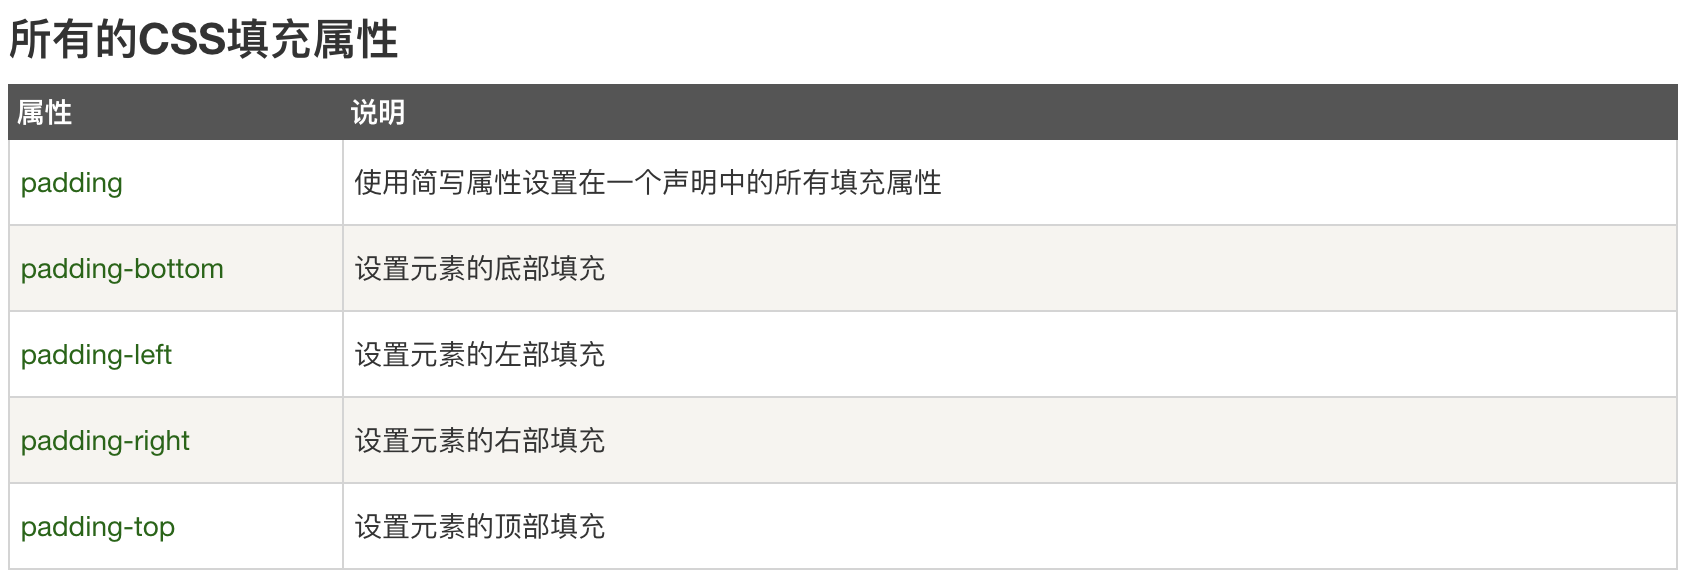 所有的CSS填充属性
属性 说明
padding 使用简写属性设置在一个声明中的所有填充属性
padding-bottom 设置元素的底部填充
padding-left 设置元素的左部填充
padding-right 设置元素的右部填充
padding-top 设置元素的顶部填充